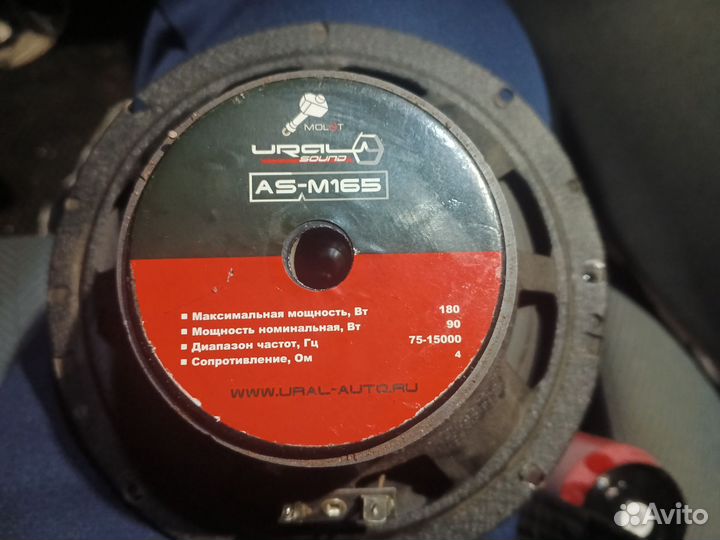 MOLOT
URAL
SOUND
AS-M165
Максимальная мощность, Вт 180
Мощность номинальная, Вт 90
Диапазон частот, Гц 75-15000
Сопротивление, Ом 4
WWW.URAL-AUTO.RU
Avito